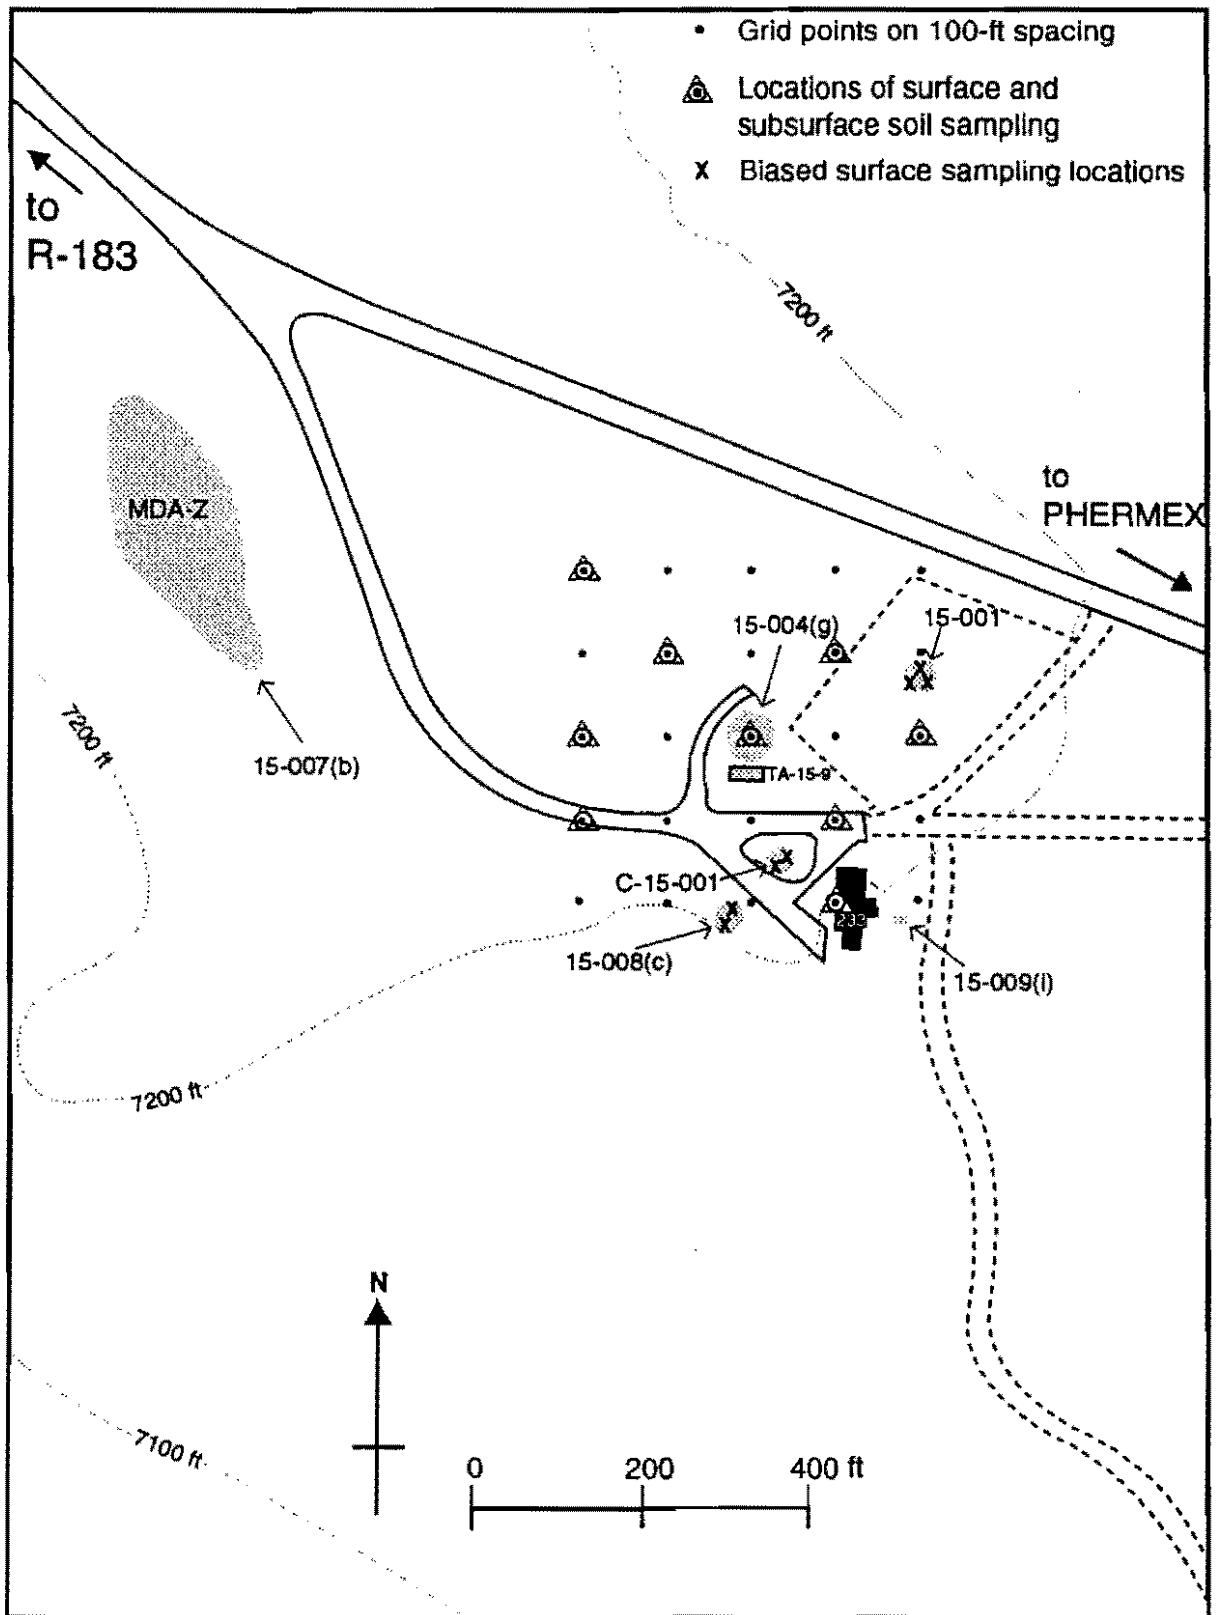 Grid points on 100-ft spacing
Locations of surface and
subsurface soil sampling
X Biased surface sampling locations
to
R-183
7200 ft
MDA-Z
to
PHERMEX
15-004(g)
15-001
7200 ft
15-007(b)
TA-15-9
C-15-001
232
15-008(c)
15-009(i)
7200 ft
N
7100 ft
0 200 400 ft